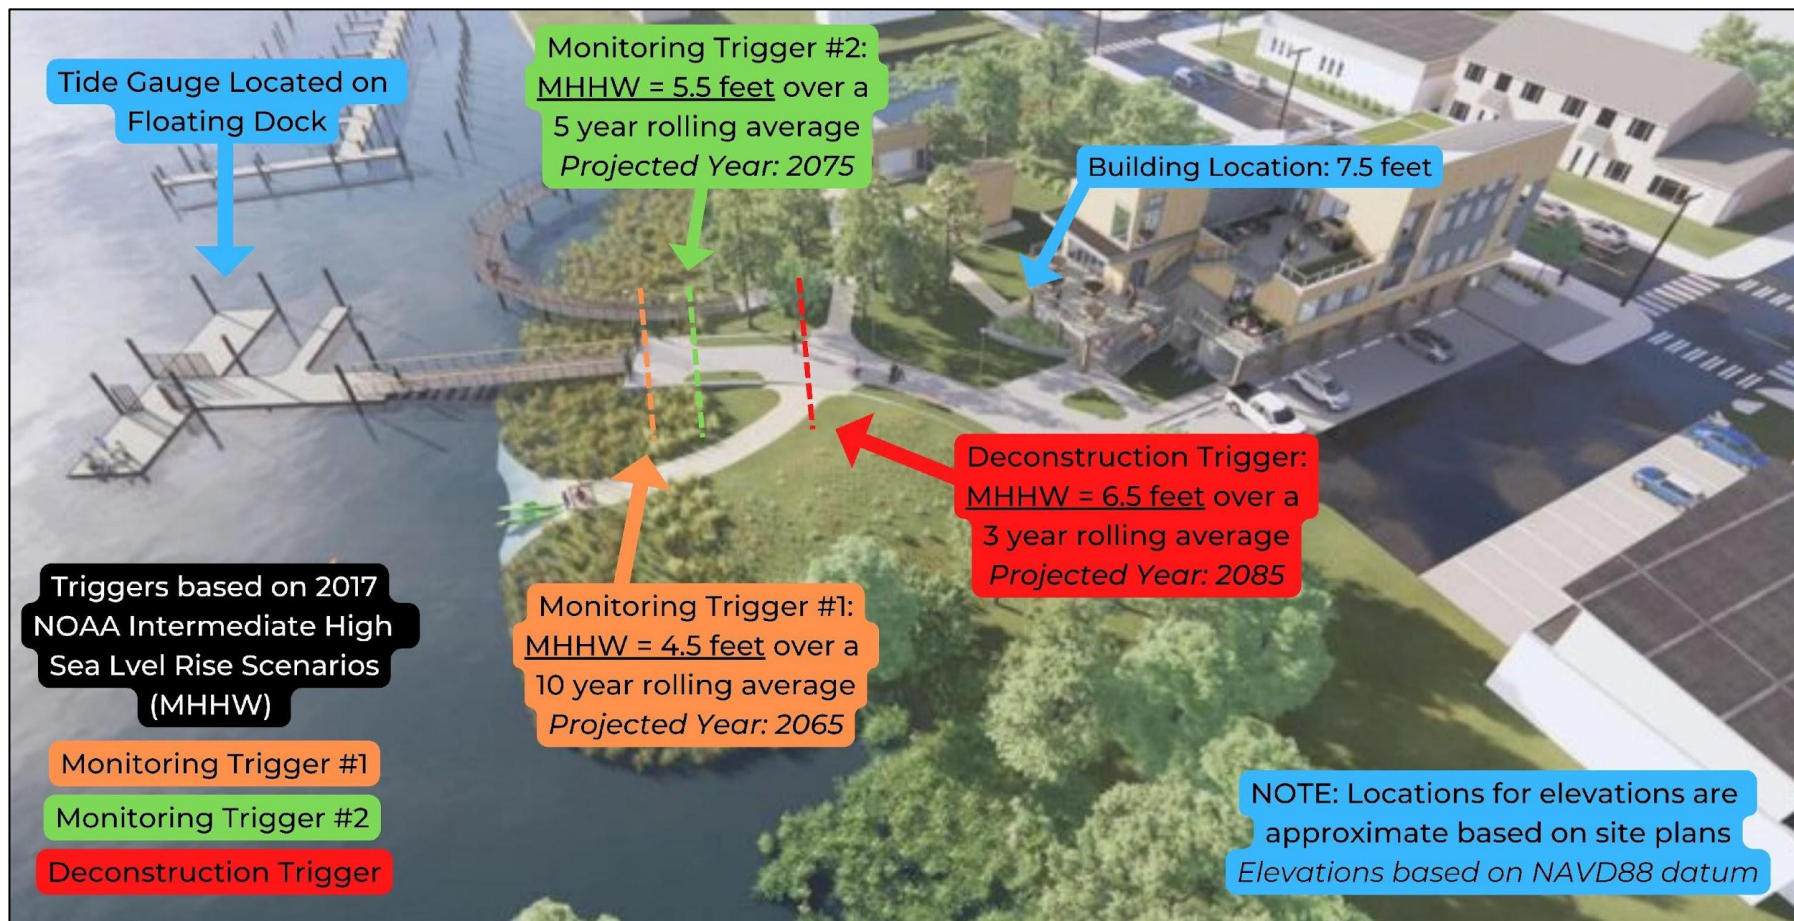 Tide Gauge Located on
Floating Dock
Monitoring Trigger #2:
MHHW = 5.5 feet over a
5 year rolling average
Projected Year: 2075
Building Location: 7.5 feet
Deconstruction Trigger:
MHHW = 6.5 feet over a
3 year rolling average
Projected Year: 2085
Triggers based on 2017
NOAA Intermediate High
Sea Lvel Rise Scenarios
(MHHW)
Monitoring Trigger #1:
MHHW = 4.5 feet over a
10 year rolling average
Projected Year: 2065
Monitoring Trigger #1
Monitoring Trigger #2
Deconstruction Trigger
NOTE: Locations for elevations are
approximate based on site plans
Elevations based on NAVD88 datum